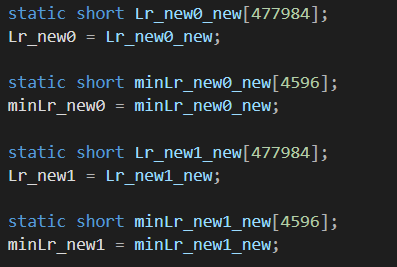 static short Lr_new0_new[477984];
Lr_new0 = Lr_new0_new;
static short minLr_new0_new[4596];
minLr_new0 = minLr_new0_new;
static short Lr_new1_new[477984];
Lr_new1 = Lr_new1_new;
static short minLr_new1_new[4596];
minLr_new1 = minLr_new1_new;